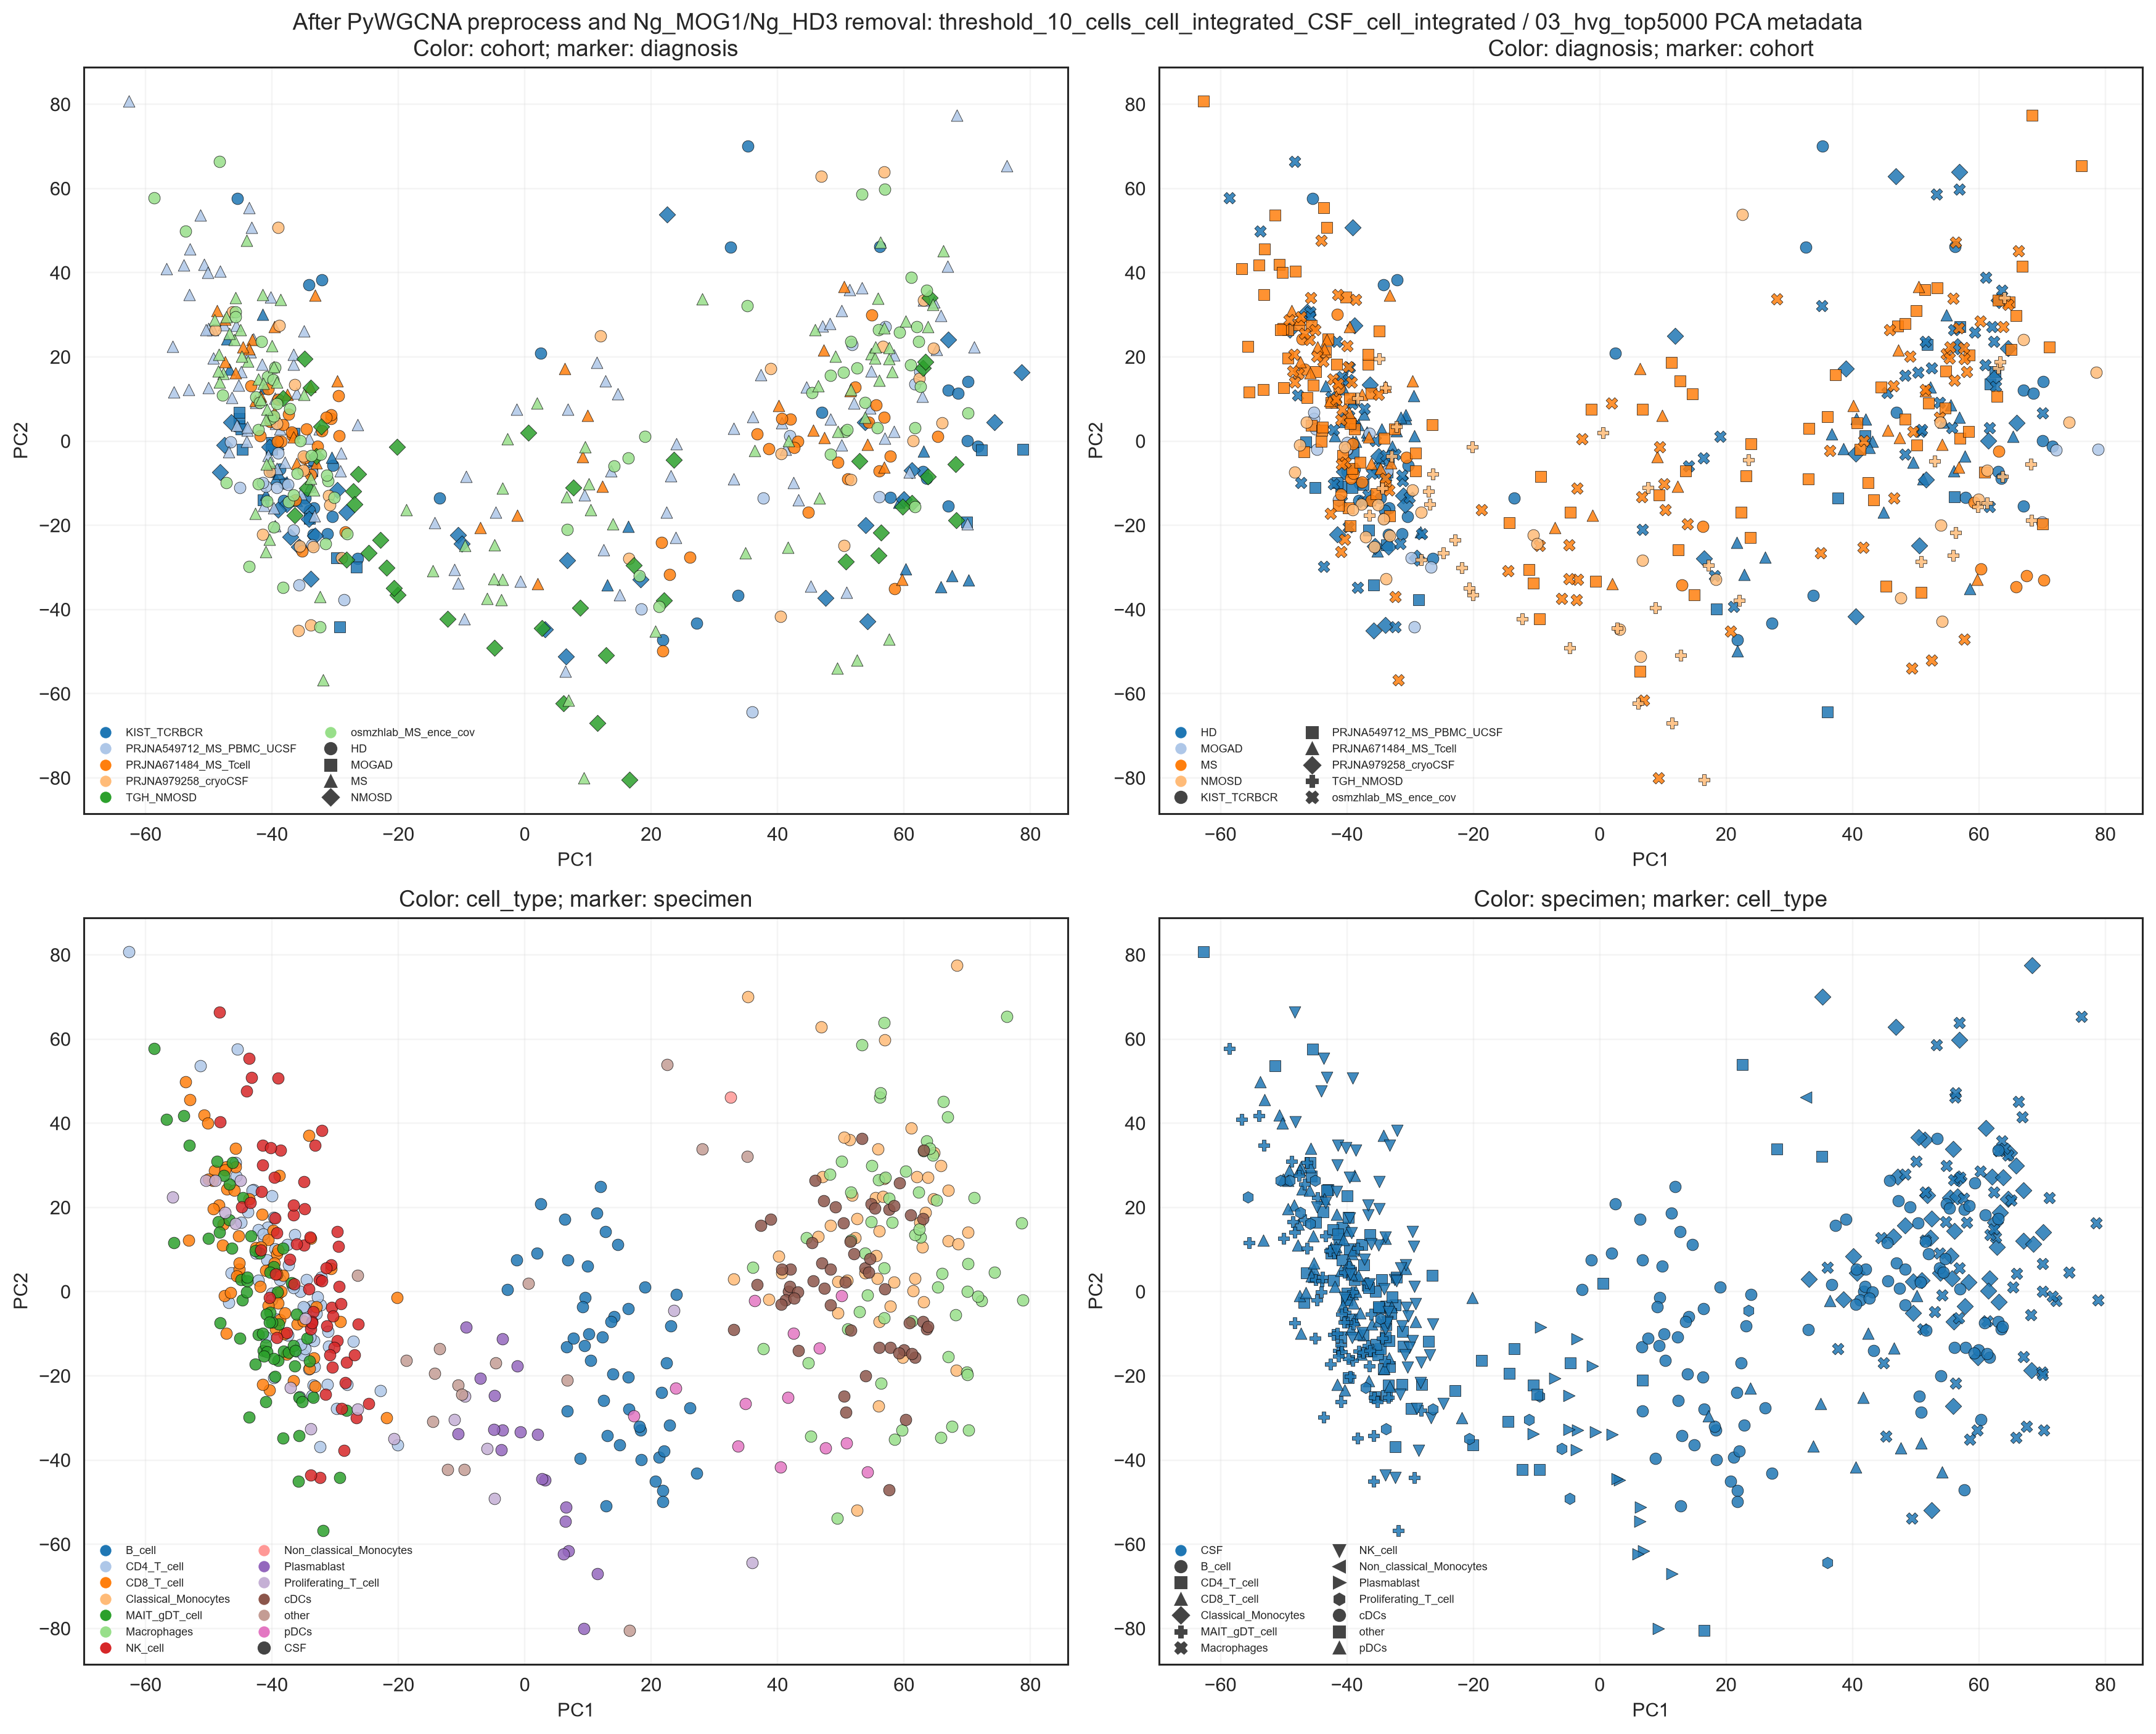 After PyWGCNA preprocess and Ng_MOG1/Ng_HD3 removal: threshold_10_cells_cell_integrated_CSF_cell_integrated / 03_hvg_top5000 PCA metadata
Color: cohort; marker: diagnosis
PC2
80
60
40
20
0
−20
−40
−60
−80
KIST_TCRBCR
PRJNA549712_MS_PBMC_UCSF
PRJNA671484_MS_Tcell
PRJNA979258_cryoCSF
TGH_NMOSD
osmzhlab_MS_ence_cov
HD
MOGAD
MS
NMOSD
−60 −40 −20 0 20 40 60 80
PC1
Color: diagnosis; marker: cohort
PC2
80
60
40
20
0
−20
−40
−60
−80
HD
MOGAD
MS
NMOSD
KIST_TCRBCR
PRJNA549712_MS_PBMC_UCSF
PRJNA671484_MS_Tcell
PRJNA979258_cryoCSF
TGH_NMOSD
osmzhlab_MS_ence_cov
−60 −40 −20 0 20 40 60 80
PC1
Color: cell_type; marker: specimen
PC2
80
60
40
20
0
−20
−40
−60
−80
B_cell
CD4_T_cell
CD8_T_cell
Classical_Monocytes
MAIT_gDT_cell
Macrophages
NK_cell
Non_classical_Monocytes
Plasmablast
Proliferating_T_cell
cDCs
other
pDCs
CSF
−60 −40 −20 0 20 40 60 80
PC1
Color: specimen; marker: cell_type
PC2
80
60
40
20
0
−20
−40
−60
−80
CSF
B_cell
CD4_T_cell
CD8_T_cell
Classical_Monocytes
MAIT_gDT_cell
Macrophages
NK_cell
Non_classical_Monocytes
Plasmablast
Proliferating_T_cell
cDCs
other
pDCs
−60 −40 −20 0 20 40 60 80
PC1